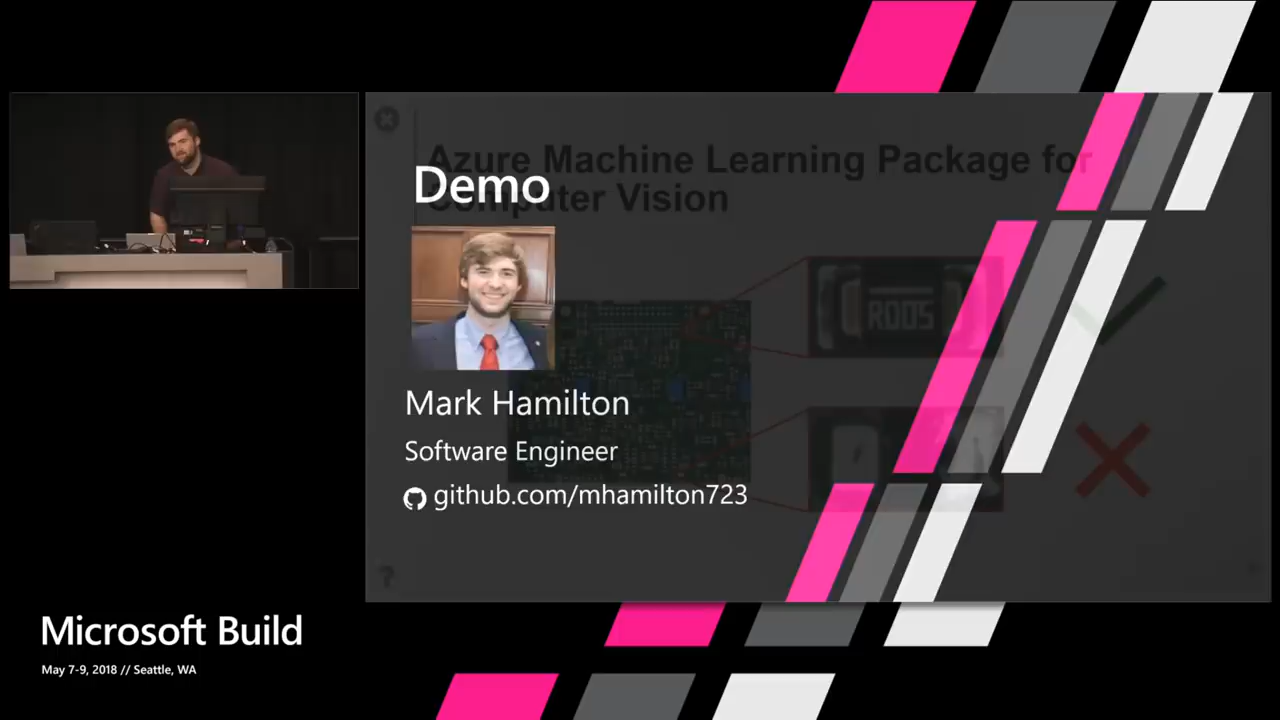 Azure Machine Learning Package for
Computer Vision
Demo
R005
Mark Hamilton
Software Engineer
github.com/mhamilton723
?
Microsoft Build
May 7-9, 2018 // Seattle, WA